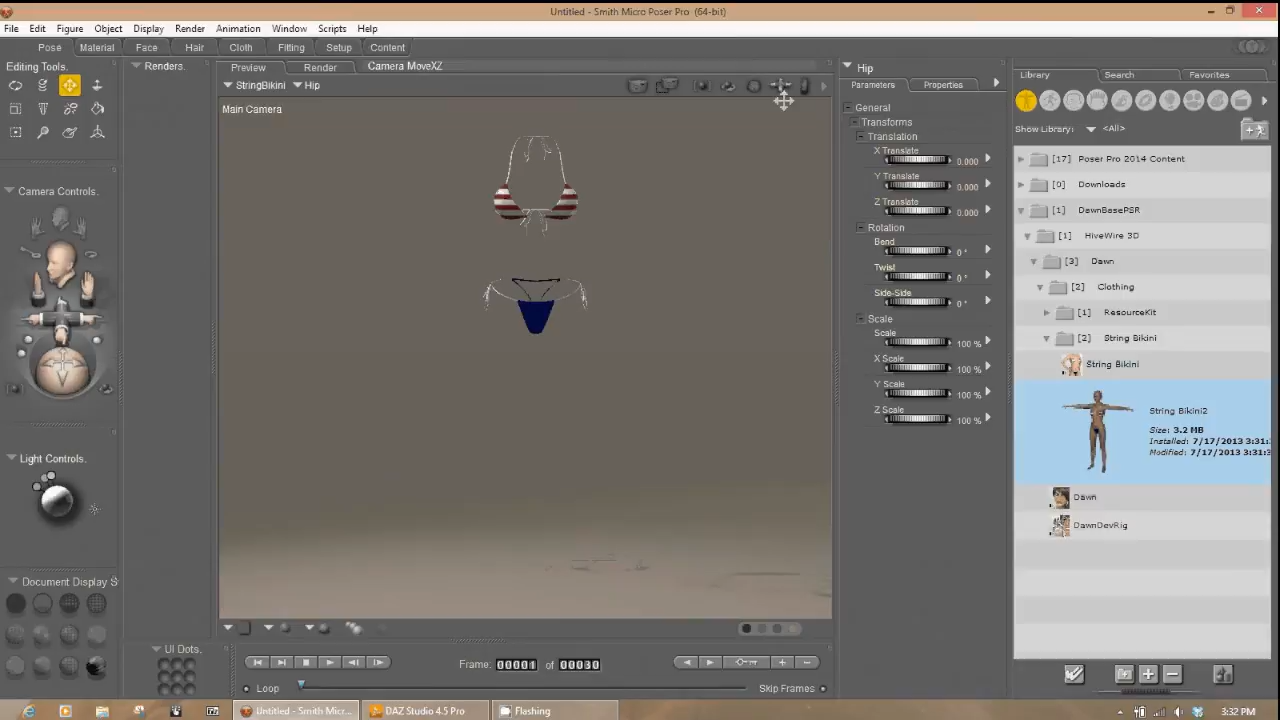 Untitled - Smith Micro Poser Pro (64-bit)
File Edit Figure Object Display Render Animation Window Scripts Help
Pose Material Face Hair Cloth Fitting Setup Content
Editing Tools.
Renders.
Preview Render Camera MoveXZ
StringBikini Hip
Main Camera
Camera Controls.
Light Controls.
Document Display S
UI Dots.
Frame: 00001 of 00030
Loop
Skip Frames
Hip
Parameters Properties
General
Transforms
Translation
X Translate
0.000
Y Translate
0.000
Z Translate
0.000
Rotation
Bend
0 °
Twist
0 °
Side-Side
0 °
Scale
Scale
100 %
X Scale
100 %
Y Scale
100 %
Z Scale
100 %
Library Search Favorites
Show Library: <All>
[17] Poser Pro 2014 Content
[0] Downloads
[1] DawnBasePSR
[1] HiveWire 3D
[3] Dawn
[2] Clothing
[1] ResourceKit
[2] String Bikini
String Bikini
String Bikini2
Size: 3.2 MB
Installed: 7/17/2013 3:31:
Modified: 7/17/2013 3:31:
Dawn
DawnDevRig
Untitled - Smith Mic...
DAZ Studio 4.5 Pro
Flashing
3:32 PM